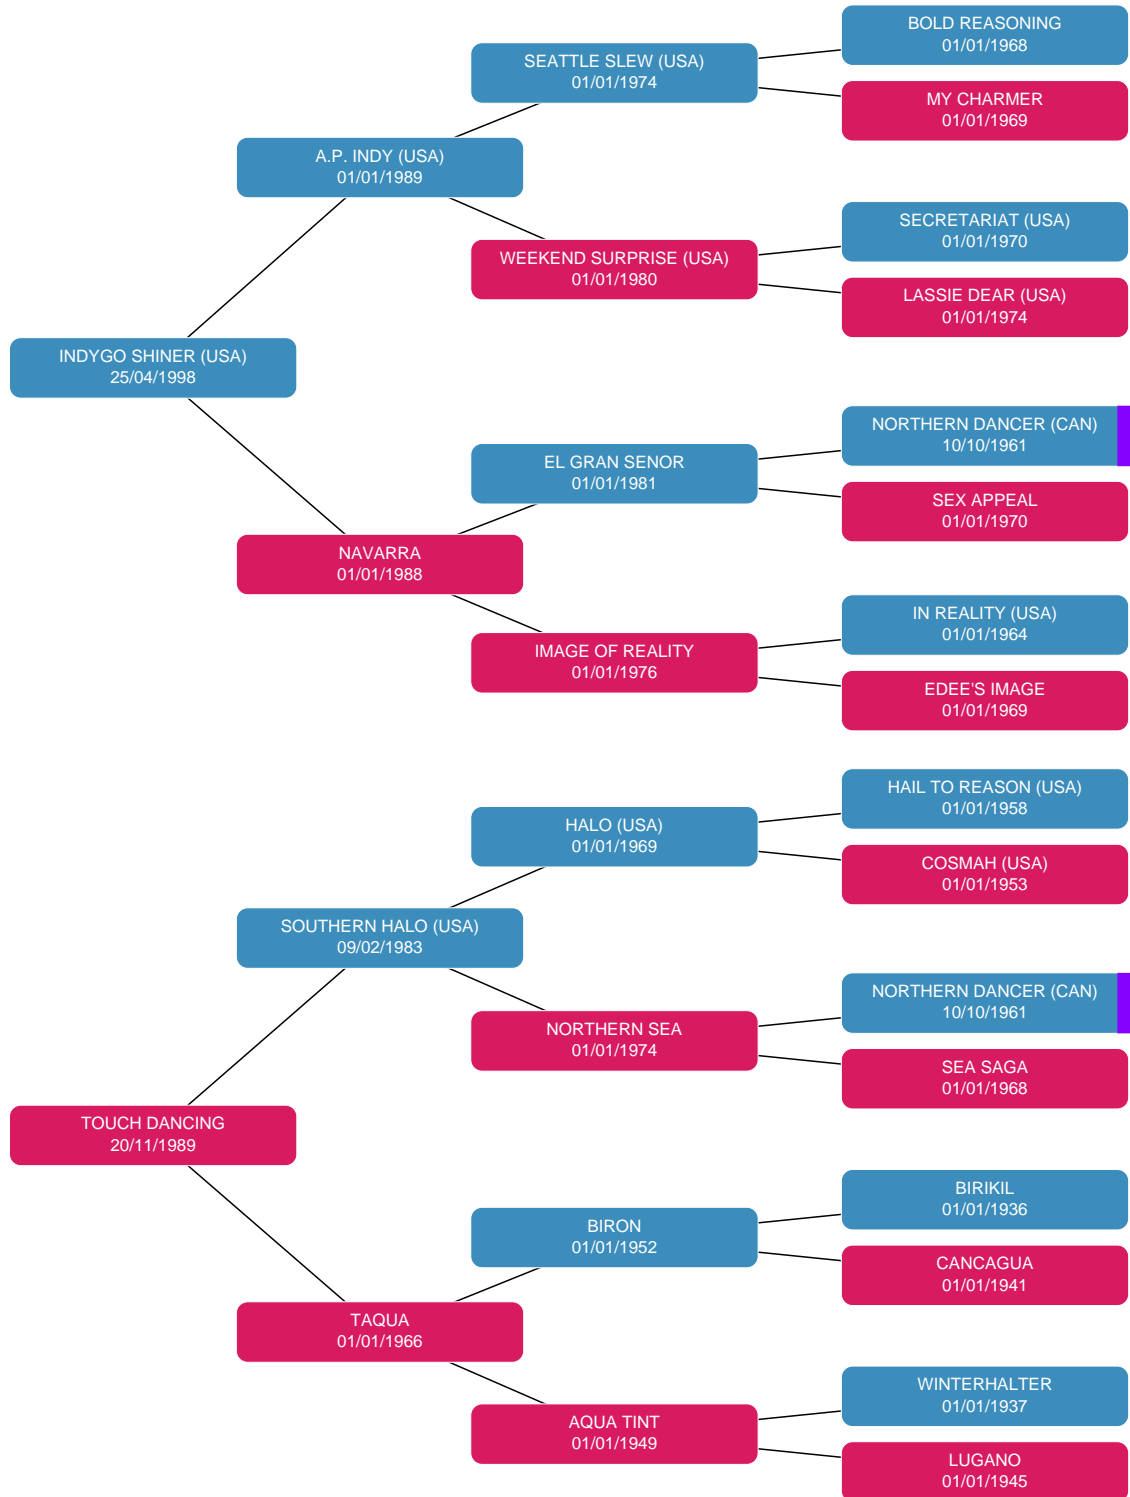 BOLD REASONING
01/01/1968
SEATTLE SLEW (USA)
01/01/1974
MY CHARMER
01/01/1969
A.P. INDY (USA)
01/01/1989
SECRETARIAT (USA)
01/01/1970
WEEKEND SURPRISE (USA)
01/01/1980
LASSIE DEAR (USA)
01/01/1974
INDYGO SHINER (USA)
25/04/1998
NORTHERN DANCER (CAN)
10/10/1961
EL GRAN SENOR
01/01/1981
SEX APPEAL
01/01/1970
NAVARRA
01/01/1988
IN REALITY (USA)
01/01/1964
IMAGE OF REALITY
01/01/1976
EDEE'S IMAGE
01/01/1969
HAIL TO REASON (USA)
01/01/1958
HALO (USA)
01/01/1969
COSMAH (USA)
01/01/1953
SOUTHERN HALO (USA)
09/02/1983
NORTHERN DANCER (CAN)
10/10/1961
NORTHERN SEA
01/01/1974
SEA SAGA
01/01/1968
TOUCH DANCING
20/11/1989
BIRIKIL
01/01/1936
BIRON
01/01/1952
CANCAGUA
01/01/1941
TAQUA
01/01/1966
WINTERHALTER
01/01/1937
AQUA TINT
01/01/1949
LUGANO
01/01/1945